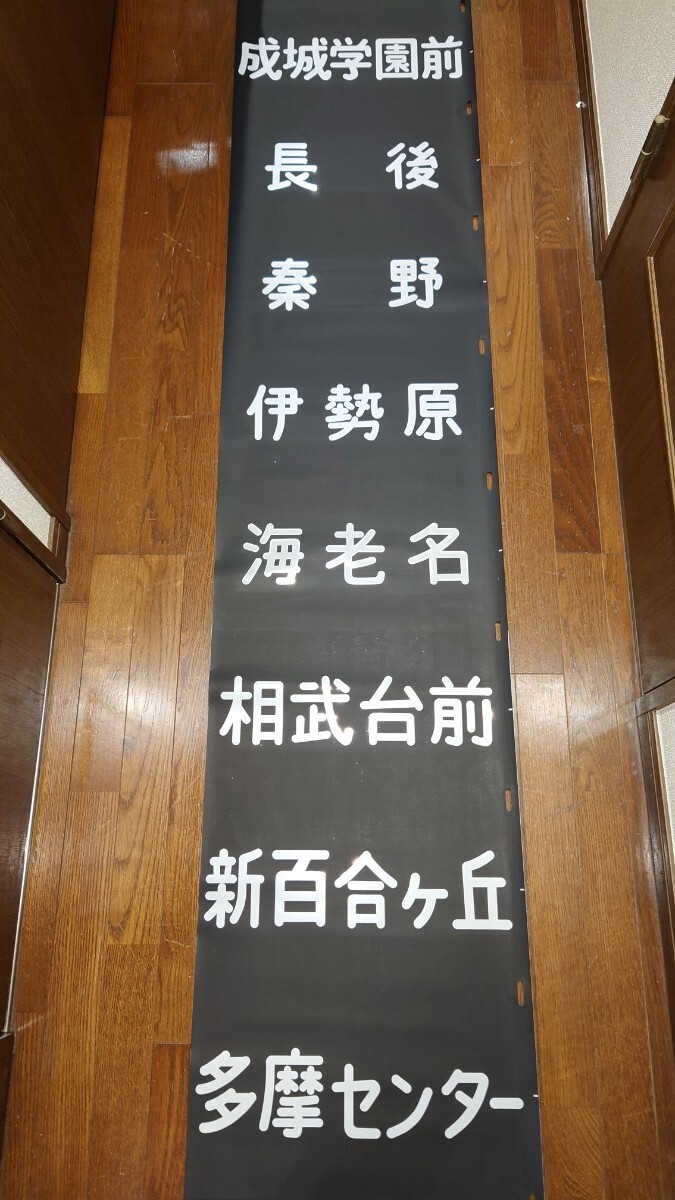 成城学園前
長後
秦野
伊勢原
海老名
相武台前
新百合ヶ丘
多摩センター